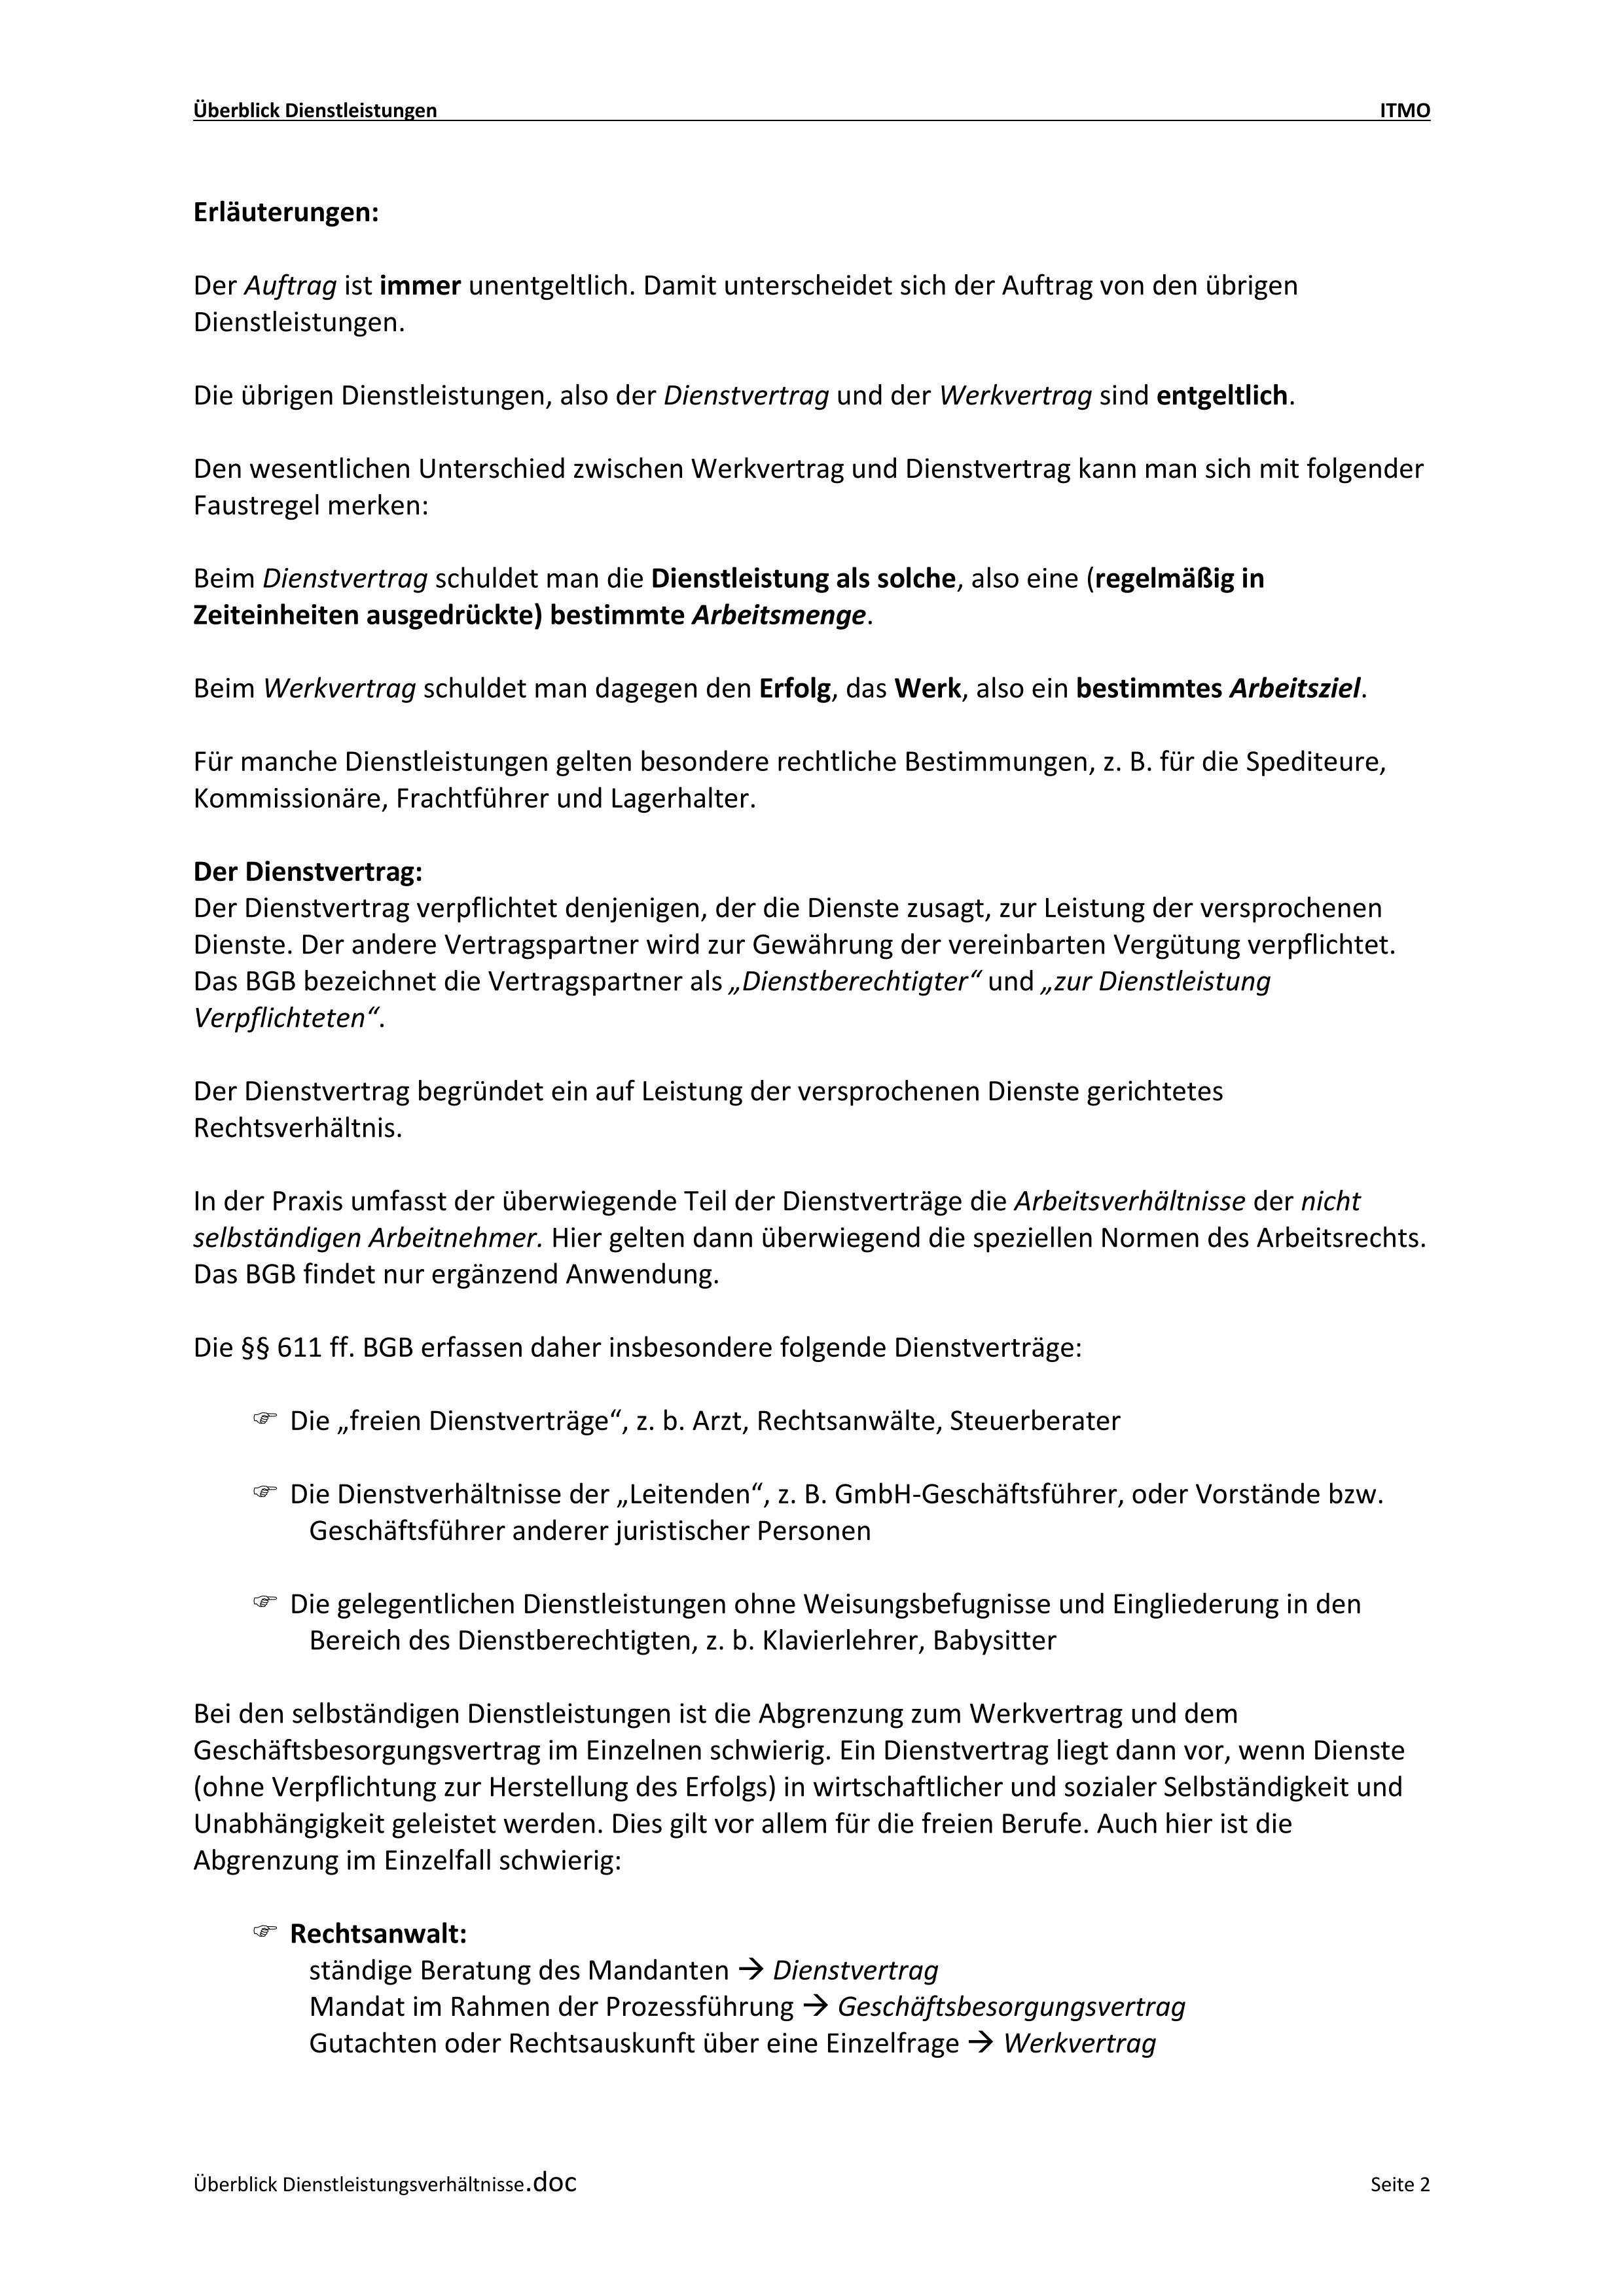 Überblick Dienstleistungen ITMO
Erläuterungen:
Der Auftrag ist immer unentgeltlich. Damit unterscheidet sich der Auftrag von den übrigen
Dienstleistungen.
Die übrigen Dienstleistungen, also der Dienstvertrag und der Werkvertrag sind entgeltlich.
Den wesentlichen Unterschied zwischen Werkvertrag und Dienstvertrag kann man sich mit folgender
Faustregel merken:
Beim Dienstvertrag schuldet man die Dienstleistung als solche, also eine (regelmäßig in
Zeiteinheiten ausgedrückte) bestimmte Arbeitsmenge.
Beim Werkvertrag schuldet man dagegen den Erfolg, das Werk, also ein bestimmtes Arbeitsziel.
Für manche Dienstleistungen gelten besondere rechtliche Bestimmungen, z. B. für die Spediteure,
Kommissionäre, Frachtführer und Lagerhalter.
Der Dienstvertrag:
Der Dienstvertrag verpflichtet denjenigen, der die Dienste zusagt, zur Leistung der versprochenen
Dienste. Der andere Vertragspartner wird zur Gewährung der vereinbarten Vergütung verpflichtet.
Das BGB bezeichnet die Vertragspartner als „Dienstberechtigter“ und „zur Dienstleistung
Verpflichteten“.
Der Dienstvertrag begründet ein auf Leistung der versprochenen Dienste gerichtetes
Rechtsverhältnis.
In der Praxis umfasst der überwiegende Teil der Dienstverträge die Arbeitsverhältnisse der nicht
selbständigen Arbeitnehmer. Hier gelten dann überwiegend die speziellen Normen des Arbeitsrechts.
Das BGB findet nur ergänzend Anwendung.
Die §§ 611 ff. BGB erfassen daher insbesondere folgende Dienstverträge:
☞ Die „freien Dienstverträge“, z. b. Arzt, Rechtsanwälte, Steuerberater
☞ Die Dienstverhältnisse der „Leitenden“, z. B. GmbH-Geschäftsführer, oder Vorstände bzw.
Geschäftsführer anderer juristischer Personen
☞ Die gelegentlichen Dienstleistungen ohne Weisungsbefugnisse und Eingliederung in den
Bereich des Dienstberechtigten, z. b. Klavierlehrer, Babysitter
Bei den selbständigen Dienstleistungen ist die Abgrenzung zum Werkvertrag und dem
Geschäftsbesorgungsvertrag im Einzelnen schwierig. Ein Dienstvertrag liegt dann vor, wenn Dienste
(ohne Verpflichtung zur Herstellung des Erfolgs) in wirtschaftlicher und sozialer Selbständigkeit und
Unabhängigkeit geleistet werden. Dies gilt vor allem für die freien Berufe. Auch hier ist die
Abgrenzung im Einzelfall schwierig:
☞ Rechtsanwalt:
ständige Beratung des Mandanten → Dienstvertrag
Mandat im Rahmen der Prozessführung → Geschäftsbesorgungsvertrag
Gutachten oder Rechtsauskunft über eine Einzelfrage → Werkvertrag
Überblick Dienstleistungsverhältnisse.doc Seite 2